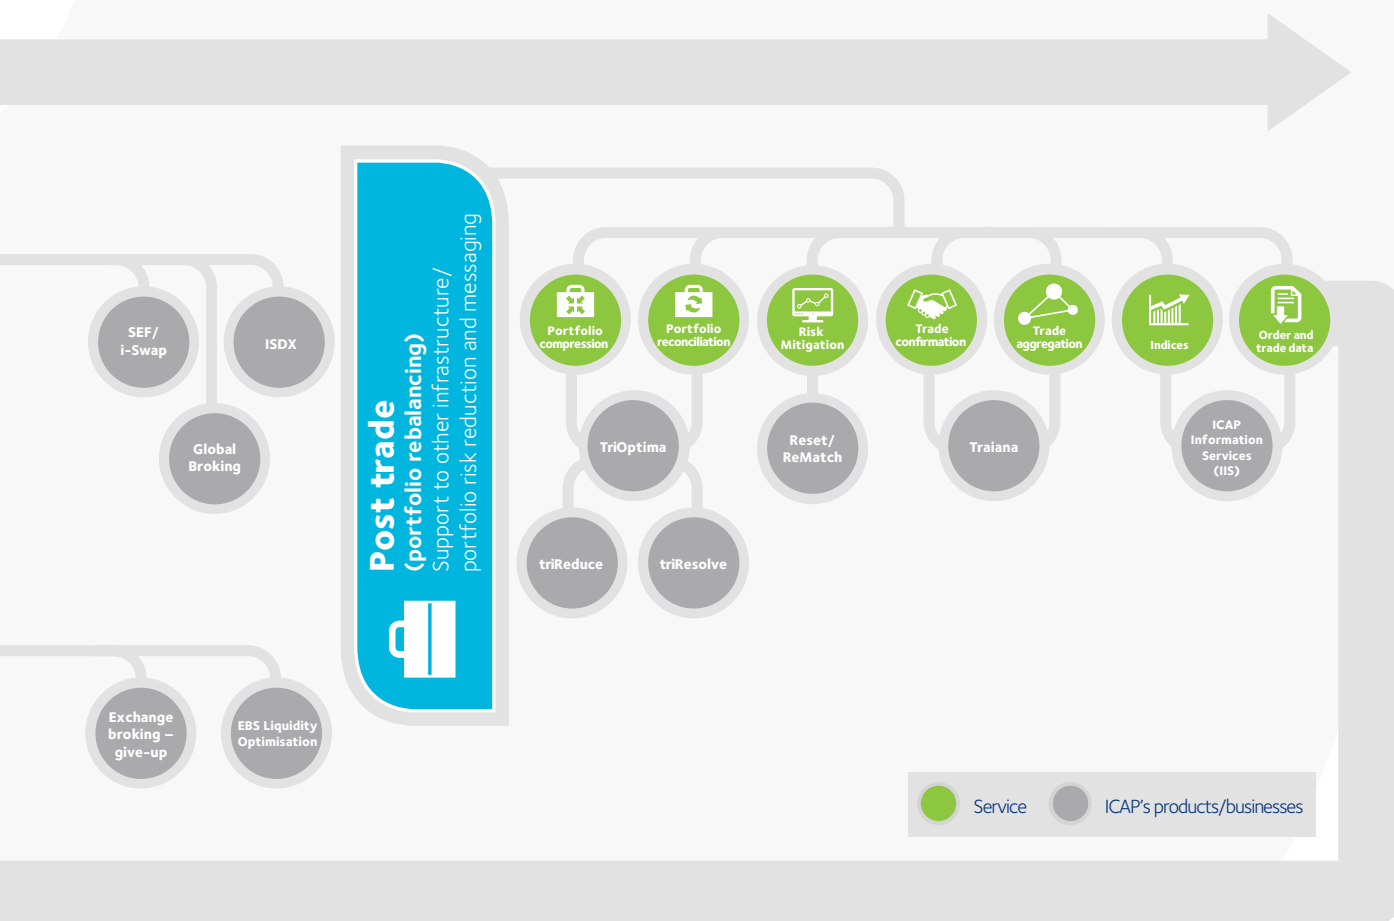 SEF/
i-Swap
ISDX
Global
Broking
Exchange
broking –
give-up
EBS Liquidity
Optimisation
Post trade
(portfolio rebalancing)
Support to other infrastructure/
portfolio risk reduction and messaging
Portfolio
compression
Portfolio
reconciliation
Risk
Mitigation
Trade
confirmation
Trade
aggregation
Indices
Order and
trade data
TriOptima
Reset/
ReMatch
Traiana
ICAP
Information
Services
(IIS)
triReduce
triResolve
Service
ICAP's products/businesses